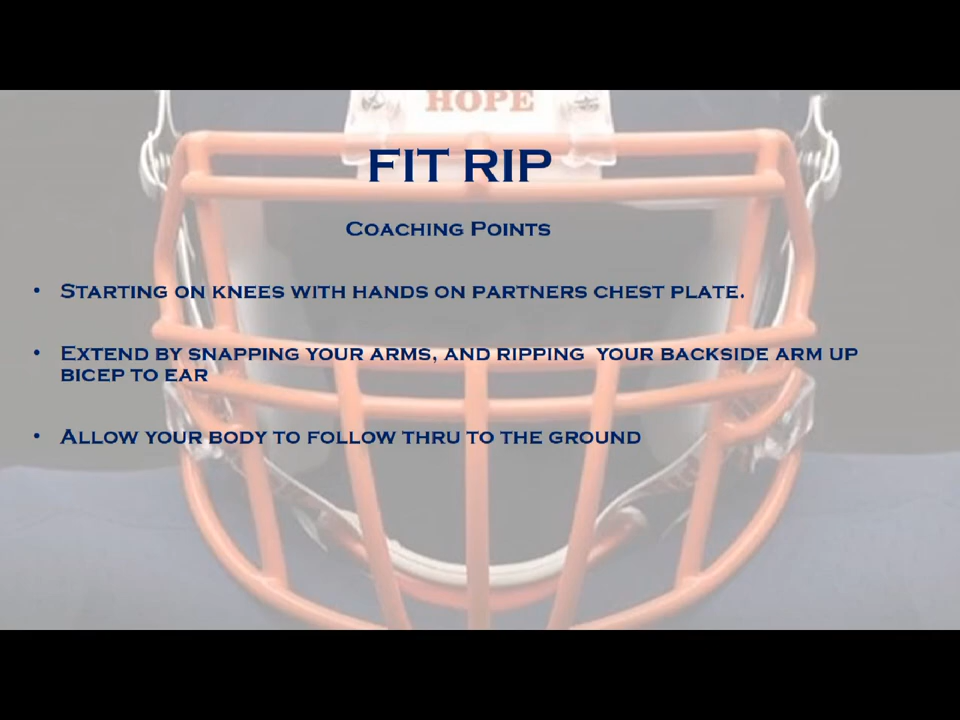 HOPE
FIT RIP
Coaching Points
• Starting on knees with hands on partners chest plate.
• Extend by snapping your arms, and ripping  your backside arm up
bicep to ear
• Allow your body to follow thru to the ground